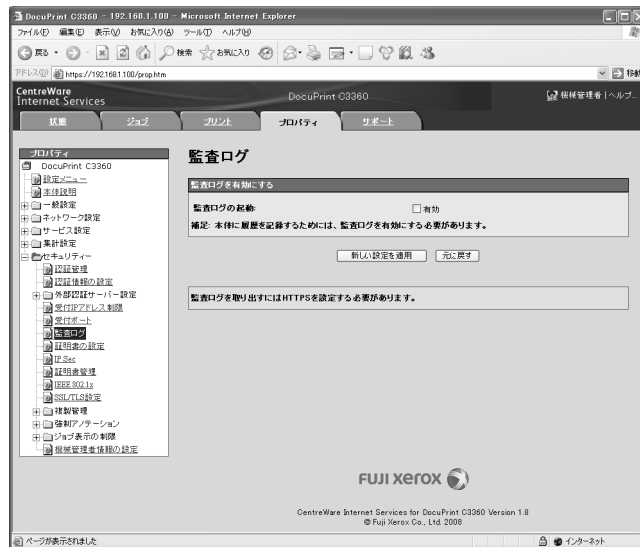 DocuPrint C3360 - 192.168.1.100 - Microsoft Internet Explorer
ファイル(F) 編集(E) 表示(V) お気に入り(A) ツール(T) ヘルプ(H)
戻る 検索 お気に入り
アドレス(D) https://192.168.1.100/prop.htm 移動
CentreWare
Internet Services
DocuPrint C3360
機械管理者 | ヘルプ...
状態 ジョブ プリント プロパティ サポート
プロパティ
DocuPrint C3360
設定メニュー
本体説明
一般設定
ネットワーク設定
サービス設定
集計設定
セキュリティー
認証管理
認証情報の設定
外部認証サーバー設定
受付IPアドレス制限
受付ポート
監査ログ
証明書の設定
IP Sec
証明書管理
IEEE 802.1x
SSL/TLS設定
複製管理
強制アノテーション
ジョブ表示の制限
機械管理者情報の設定
監査ログ
監査ログを有効にする
監査ログの起動: 有効
補足: 本体に履歴を記録するためには、監査ログを有効にする必要があります。
新しい設定を適用 元に戻す
監査ログを取り出すにはHTTPSを設定する必要があります。
FUJI XEROX
CentreWare Internet Services for DocuPrint C3360 Version 1.8
© Fuji Xerox Co., Ltd. 2008
ページが表示されました
インターネット